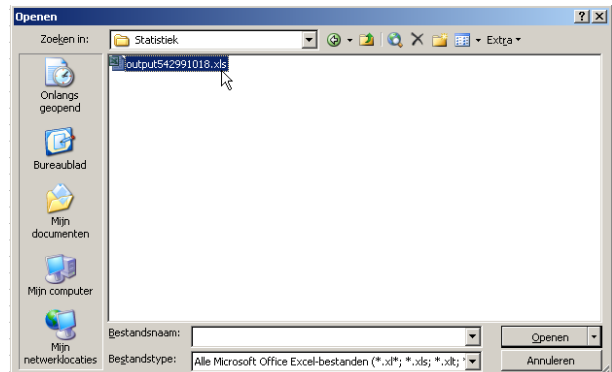 Openen
Zoeken in:
Statistiek
Extra
output542991018.xls
Onlangs
geopend
Bureaublad
Mijn
documenten
Mijn computer
Mijn
netwerklocaties
Bestandsnaam:
Openen
Bestandstype:
Alle Microsoft Office Excel-bestanden (*.xl*; *.xls; *.xlt; *
Annuleren